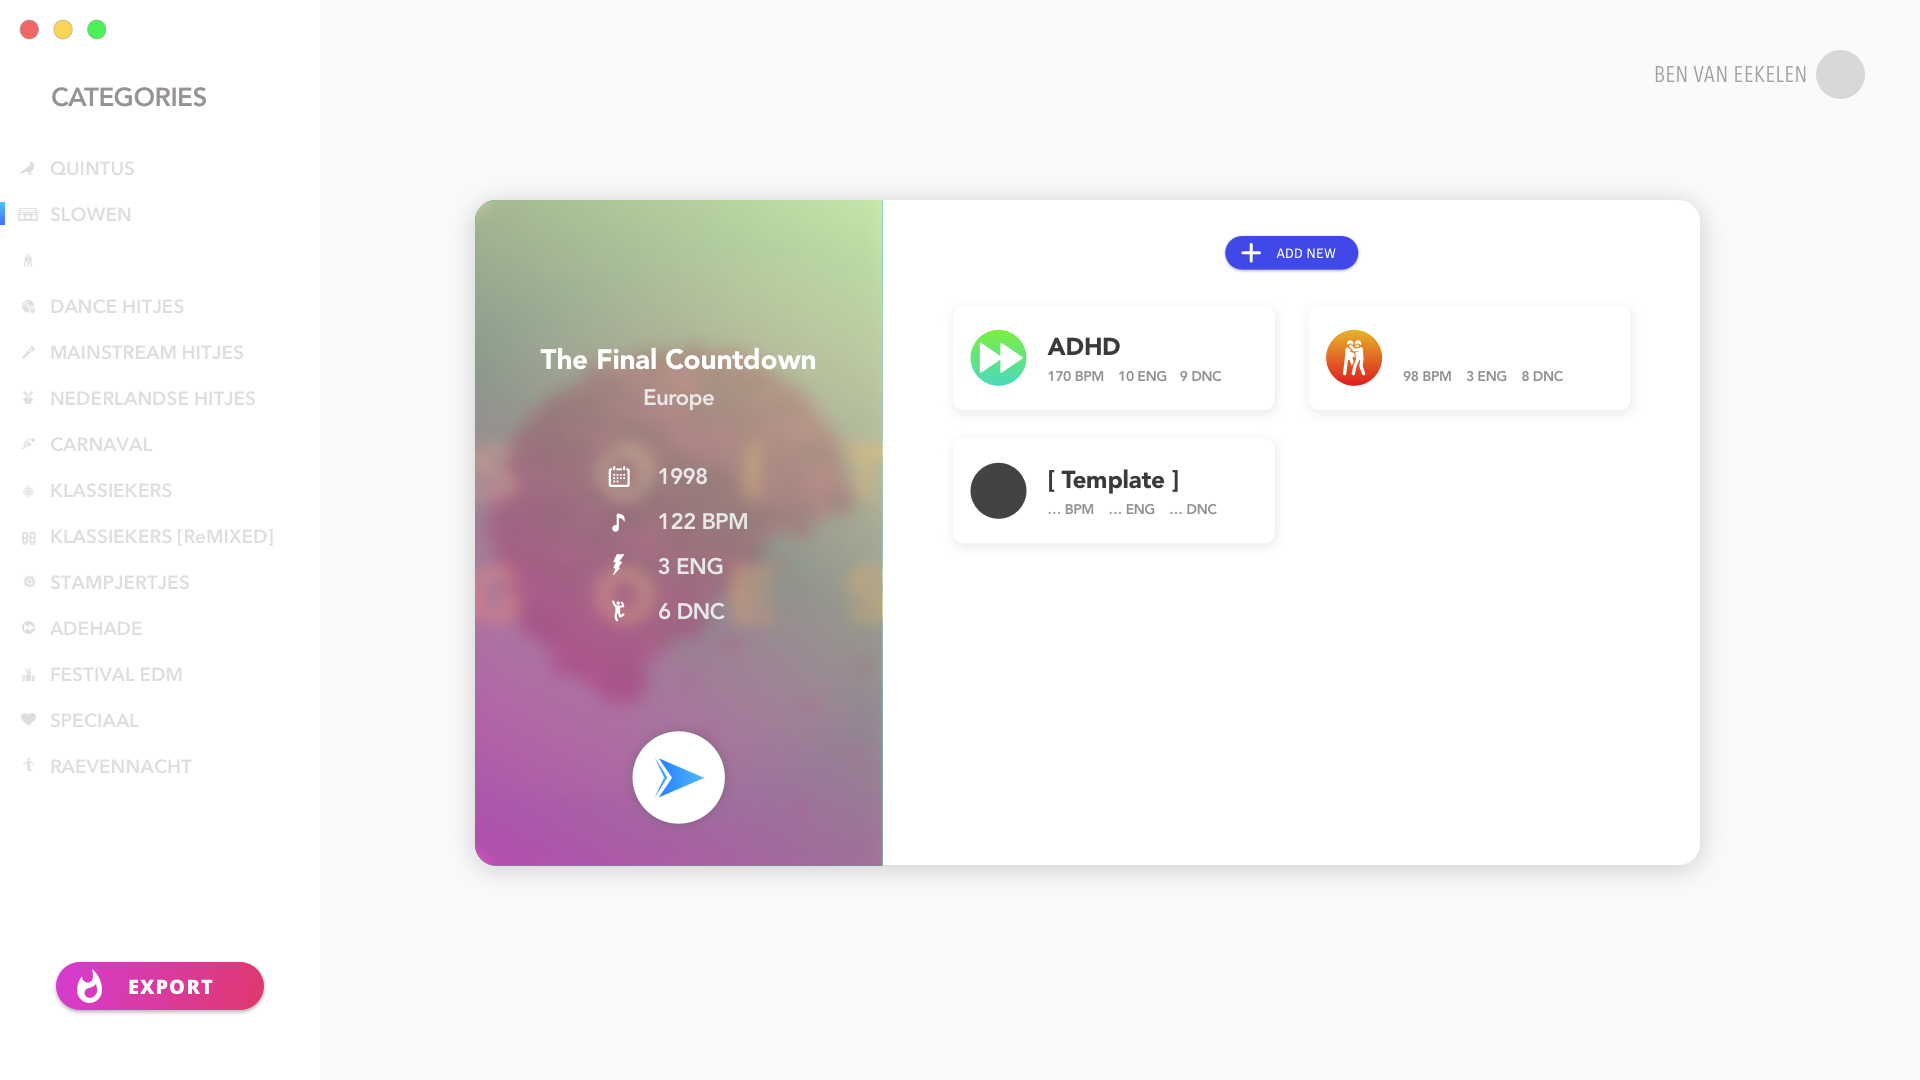 CATEGORIES
QUINTUS
SLOWEN
DANCE HITJES
MAINSTREAM HITJES
NEDERLANDSE HITJES
CARNAVAL
KLASSIEKERS
KLASSIEKERS [ReMIXED]
STAMPJERTJES
ADEHADE
FESTIVAL EDM
SPECIAAL
RAEVENNACHT
EXPORT
BEN VAN EEKELEN
The Final Countdown
Europe
1998
122 BPM
3 ENG
6 DNC
ADD NEW
ADHD
170 BPM 10 ENG 9 DNC
98 BPM 3 ENG 8 DNC
[ Template ]
... BPM ... ENG ... DNC